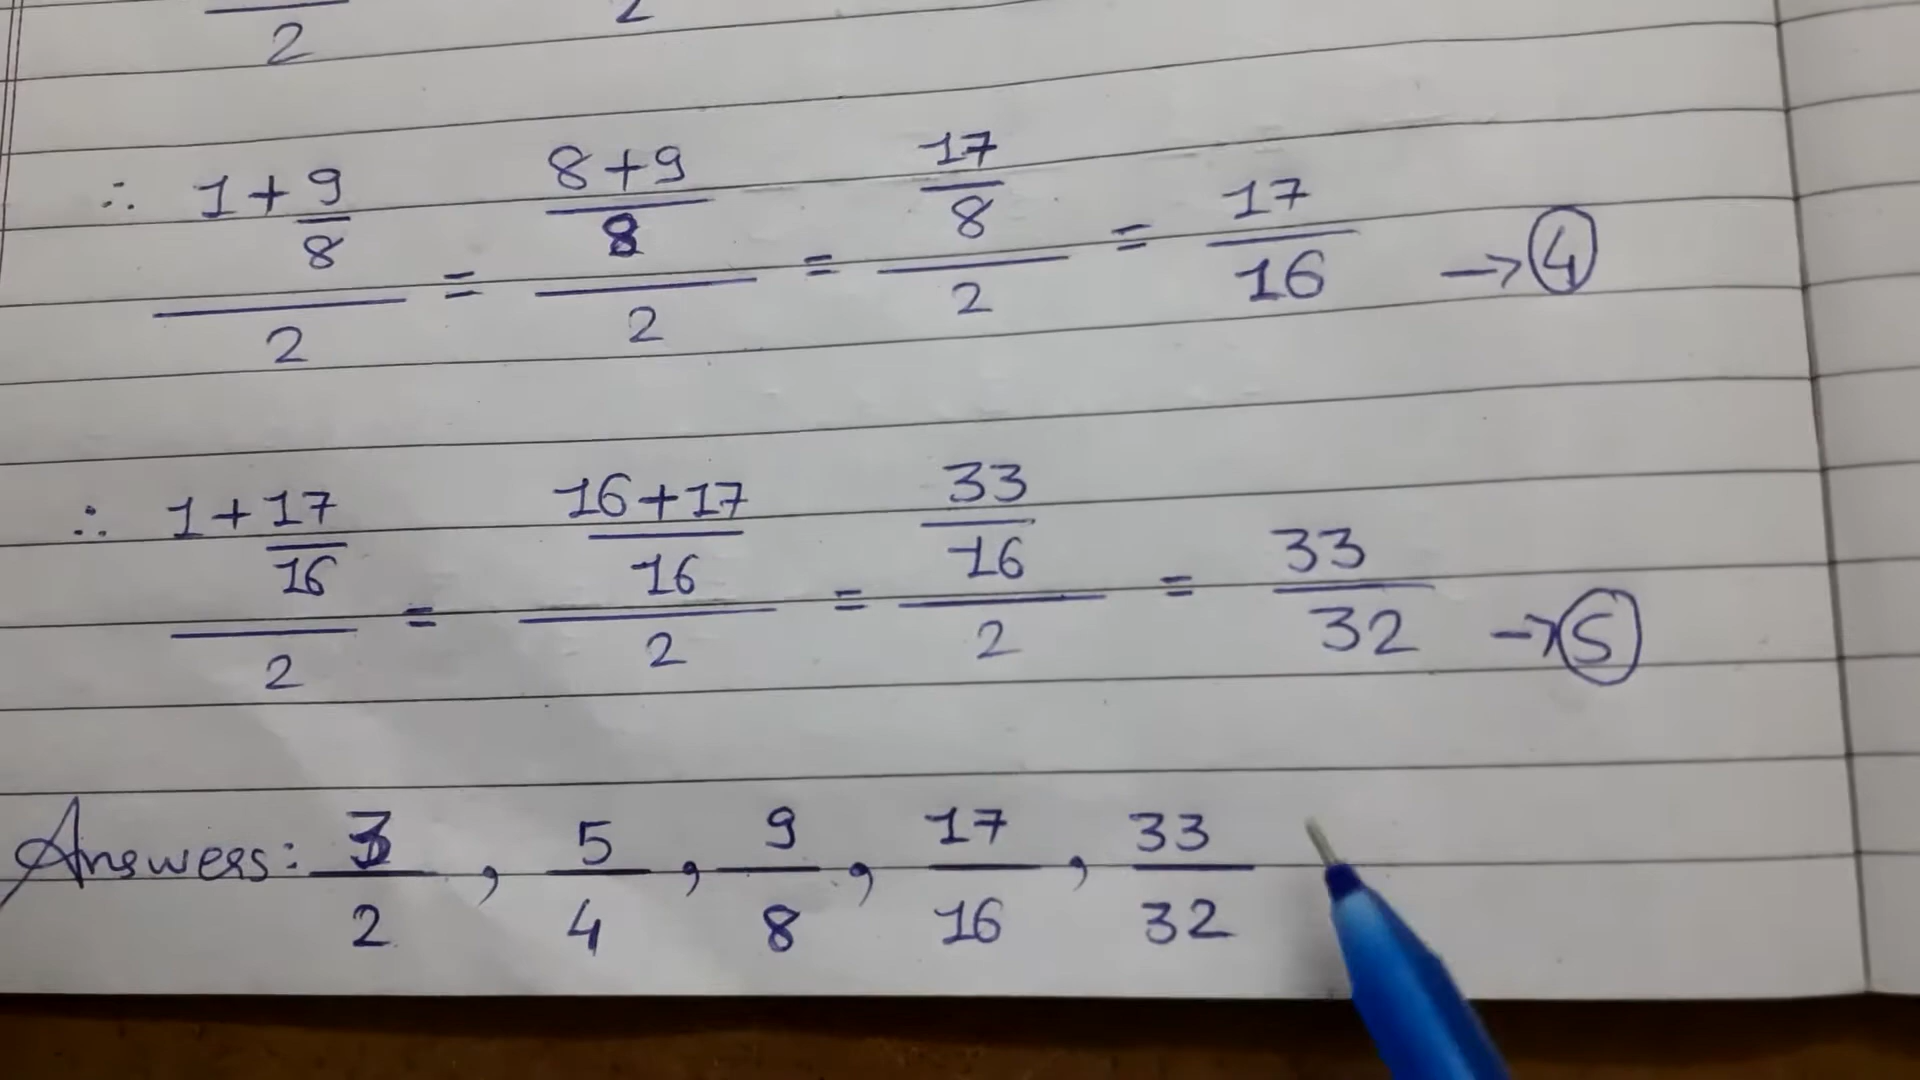 2 2
∴ (1 + 9/8)/2 = ((8+9)/8)/2 = (17/8)/2 = 17/16 → ④
∴ (1 + 17/16)/2 = ((16+17)/16)/2 = (33/16)/2 = 33/32 → ⑤
Answers: 3/2 , 5/4 , 9/8 , 17/16 , 33/32